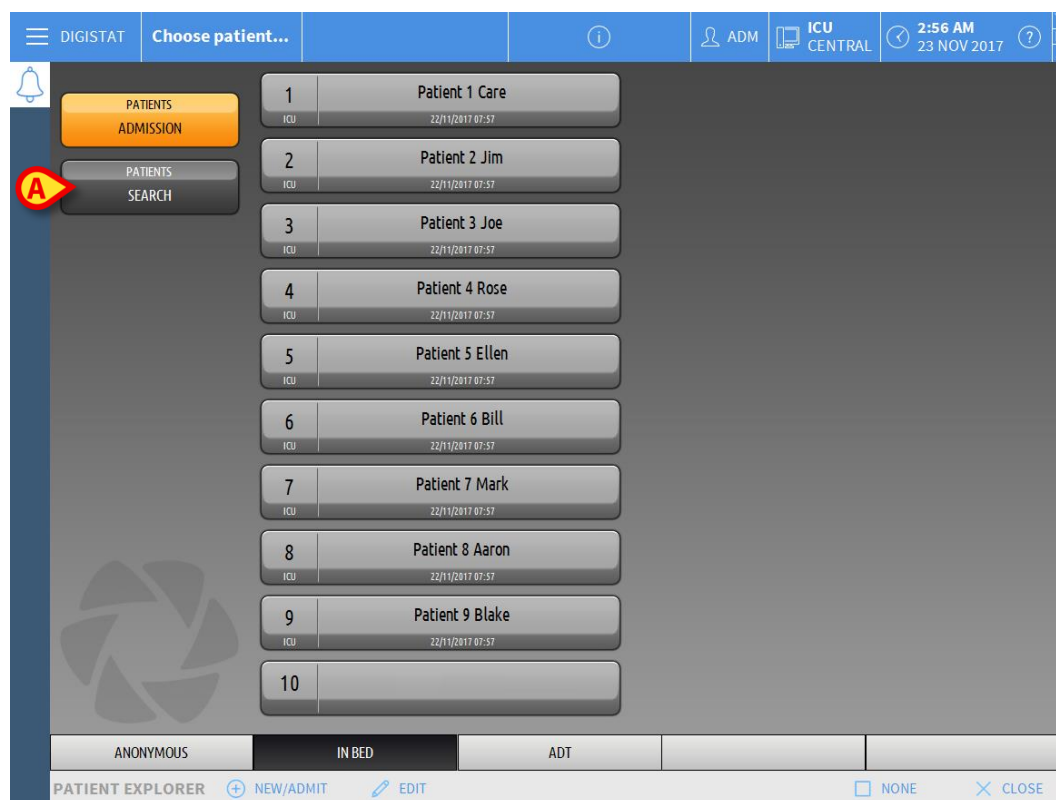 DIGISTAT Choose patient... i ADM ICU CENTRAL 2:56 AM 23 NOV 2017 ?
PATIENTS
ADMISSION
PATIENTS
SEARCH
A
1 Patient 1 Care
ICU 22/11/2017 07:57
2 Patient 2 Jim
ICU 22/11/2017 07:57
3 Patient 3 Joe
ICU 22/11/2017 07:57
4 Patient 4 Rose
ICU 22/11/2017 07:57
5 Patient 5 Ellen
ICU 22/11/2017 07:57
6 Patient 6 Bill
ICU 22/11/2017 07:57
7 Patient 7 Mark
ICU 22/11/2017 07:57
8 Patient 8 Aaron
ICU 22/11/2017 07:57
9 Patient 9 Blake
ICU 22/11/2017 07:57
10
ANONYMOUS IN BED ADT
PATIENT EXPLORER NEW/ADMIT EDIT NONE CLOSE